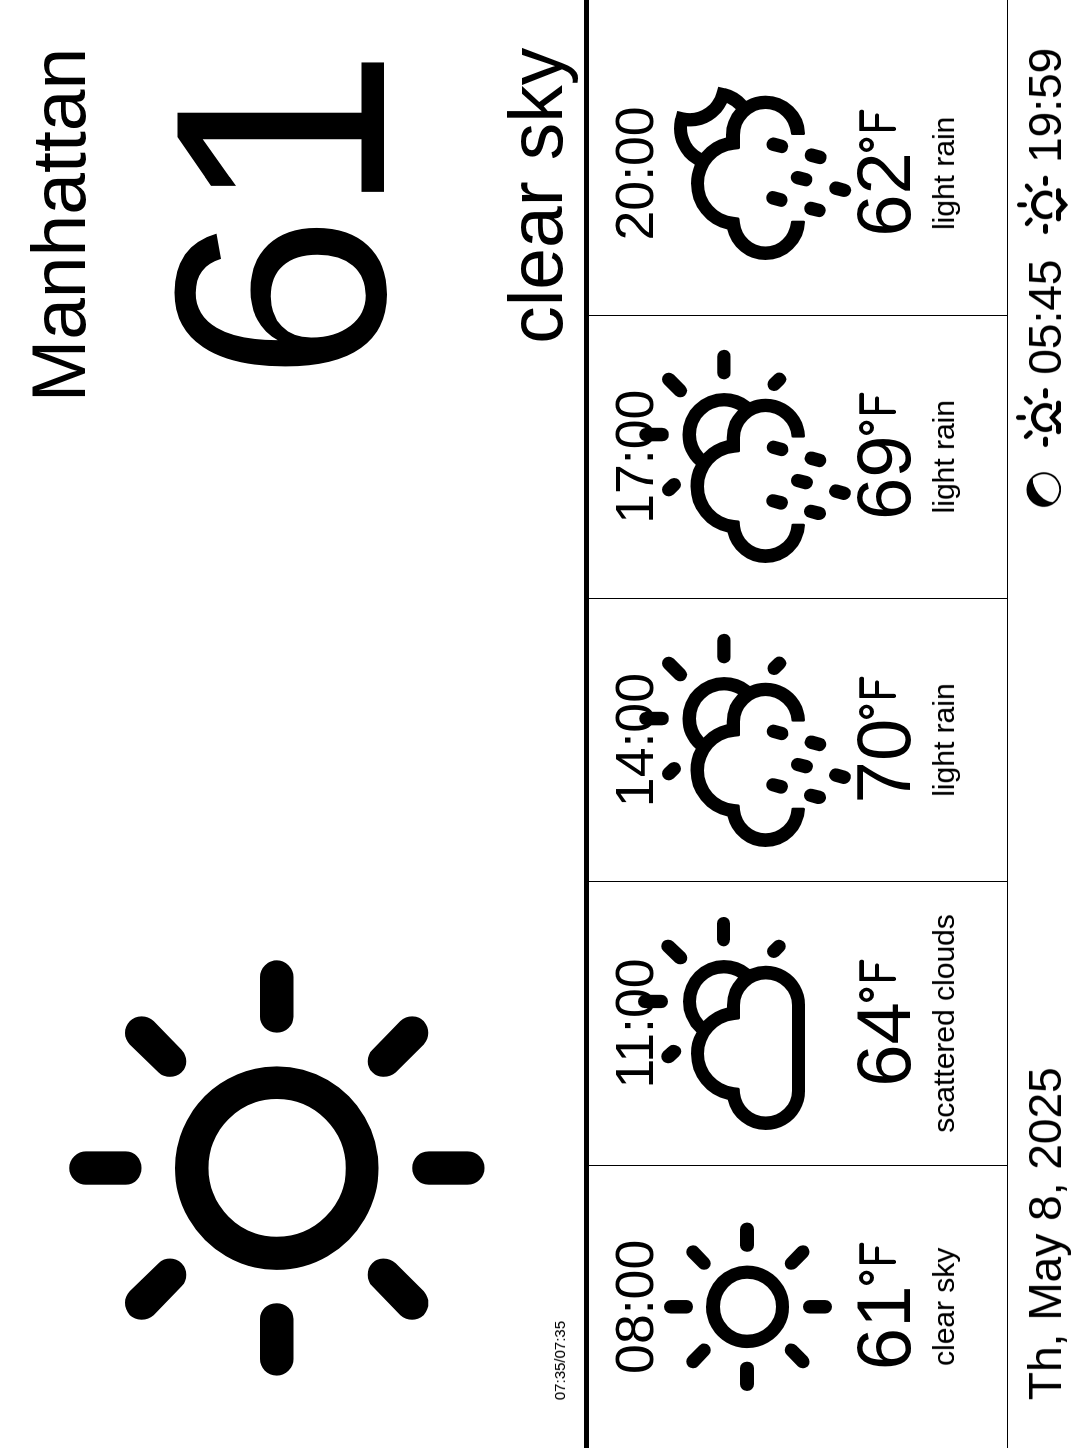 Manhattan
61
clear sky
07:35/07:35
08:00
11:00
14:00
17:00
20:00
61°F
64°F
70°F
69°F
62°F
clear sky
scattered clouds
light rain
light rain
light rain
Th, May 8, 2025
05:45
19:59